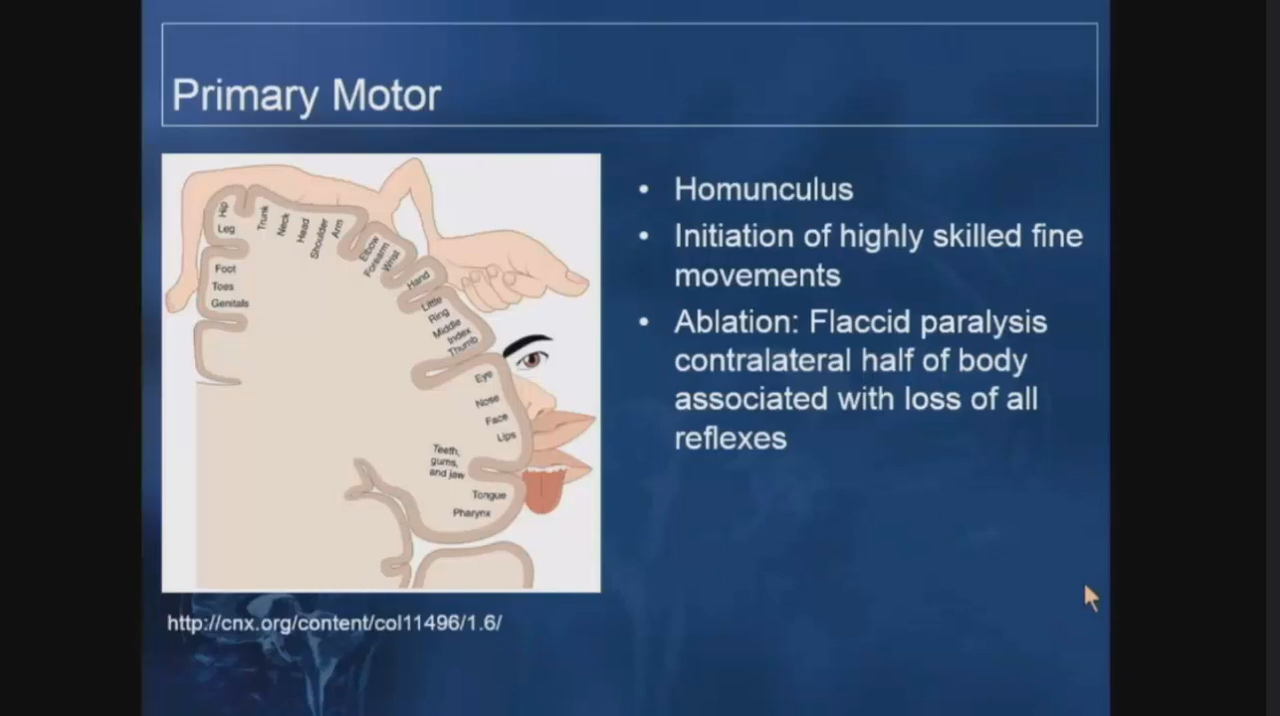 Primary Motor
Hip
Leg
Foot
Toes
Genitals
Trunk
Neck
Head
Shoulder
Arm
Elbow
Forearm
Wrist
Hand
Little
Ring
Middle
Index
Thumb
Eye
Nose
Face
Lips
Teeth,
gums,
and jaw
Tongue
Pharynx
• Homunculus
• Initiation of highly skilled fine
movements
• Ablation: Flaccid paralysis
contralateral half of body
associated with loss of all
reflexes
http://cnx.org/content/col11496/1.6/